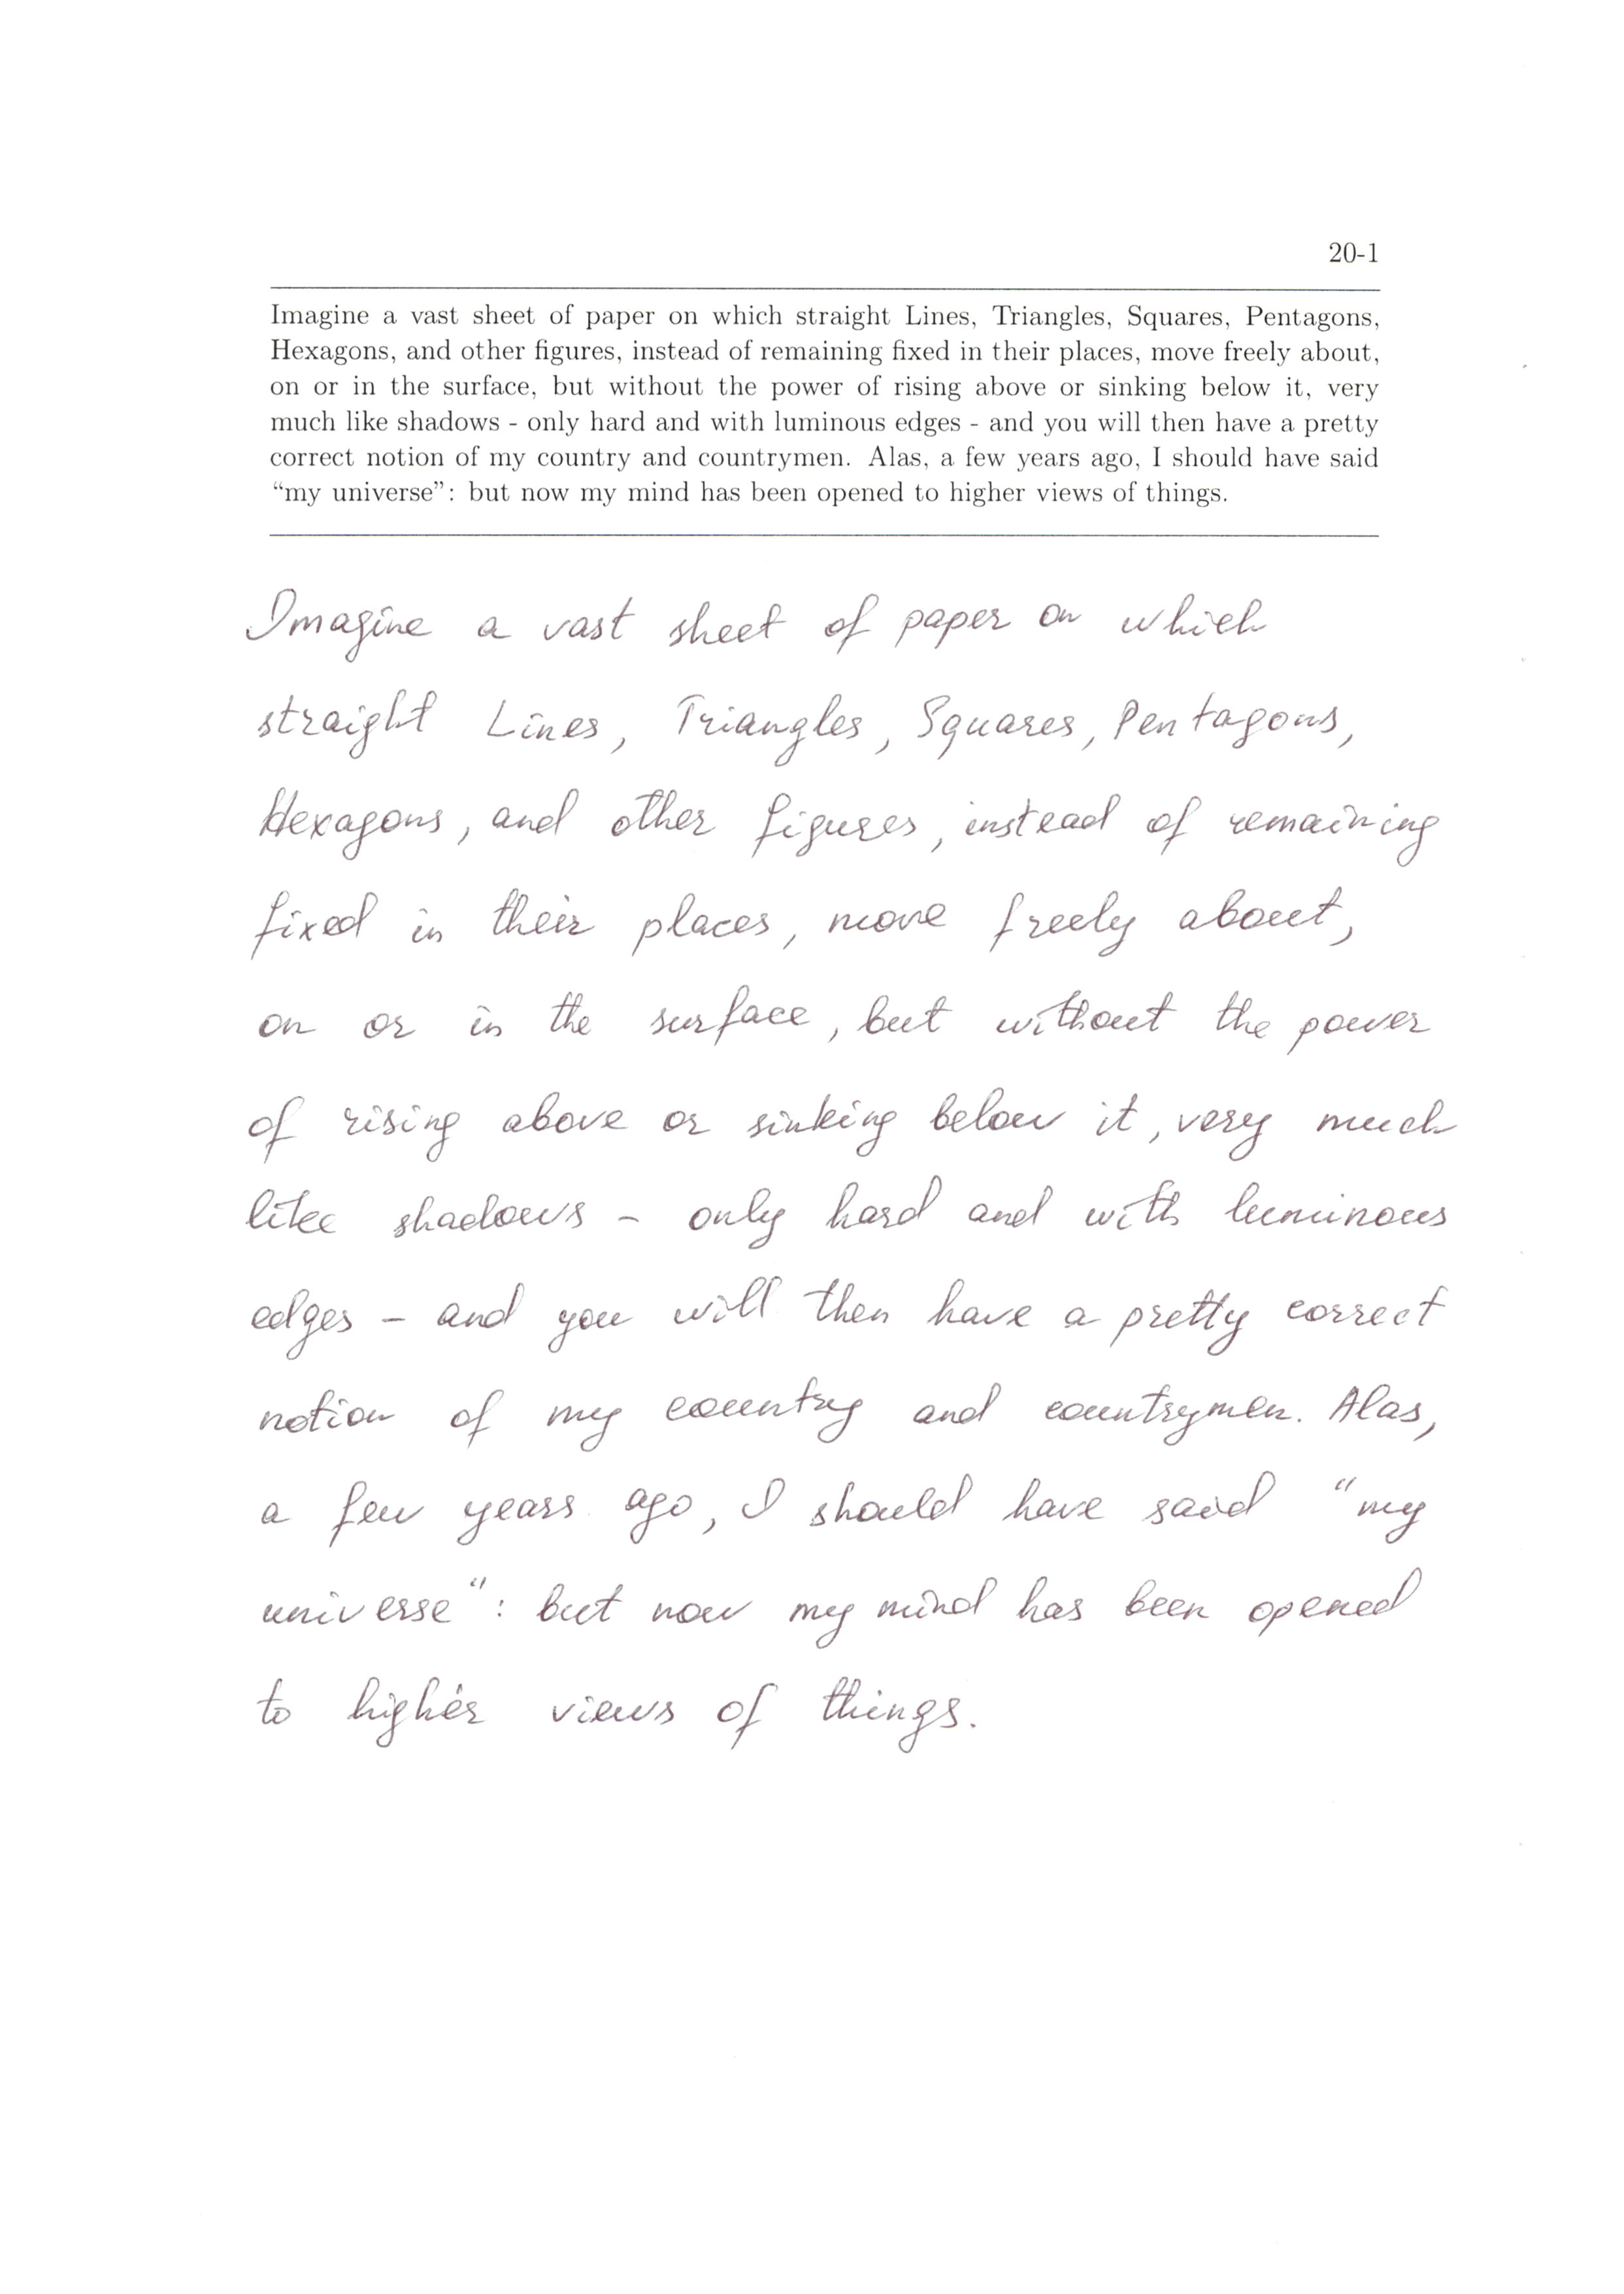 20-1
Imagine a vast sheet of paper on which straight Lines, Triangles, Squares, Pentagons,
Hexagons, and other figures, instead of remaining fixed in their places, move freely about,
on or in the surface, but without the power of rising above or sinking below it, very
much like shadows - only hard and with luminous edges - and you will then have a pretty
correct notion of my country and countrymen. Alas, a few years ago, I should have said
“my universe”: but now my mind has been opened to higher views of things.
Imagine a vast sheet of paper on which
straight Lines, Triangles, Squares, Pentagons,
Hexagons, and other figures, instead of remaining
fixed in their places, move freely about,
on or in the surface, but without the power
of rising above or sinking below it, very much
like shadows - only hard and with luminous
edges - and you will then have a pretty correct
notion of my country and countrymen. Alas,
a few years ago, I should have said "my
universe": but now my mind has been opened
to higher views of things.